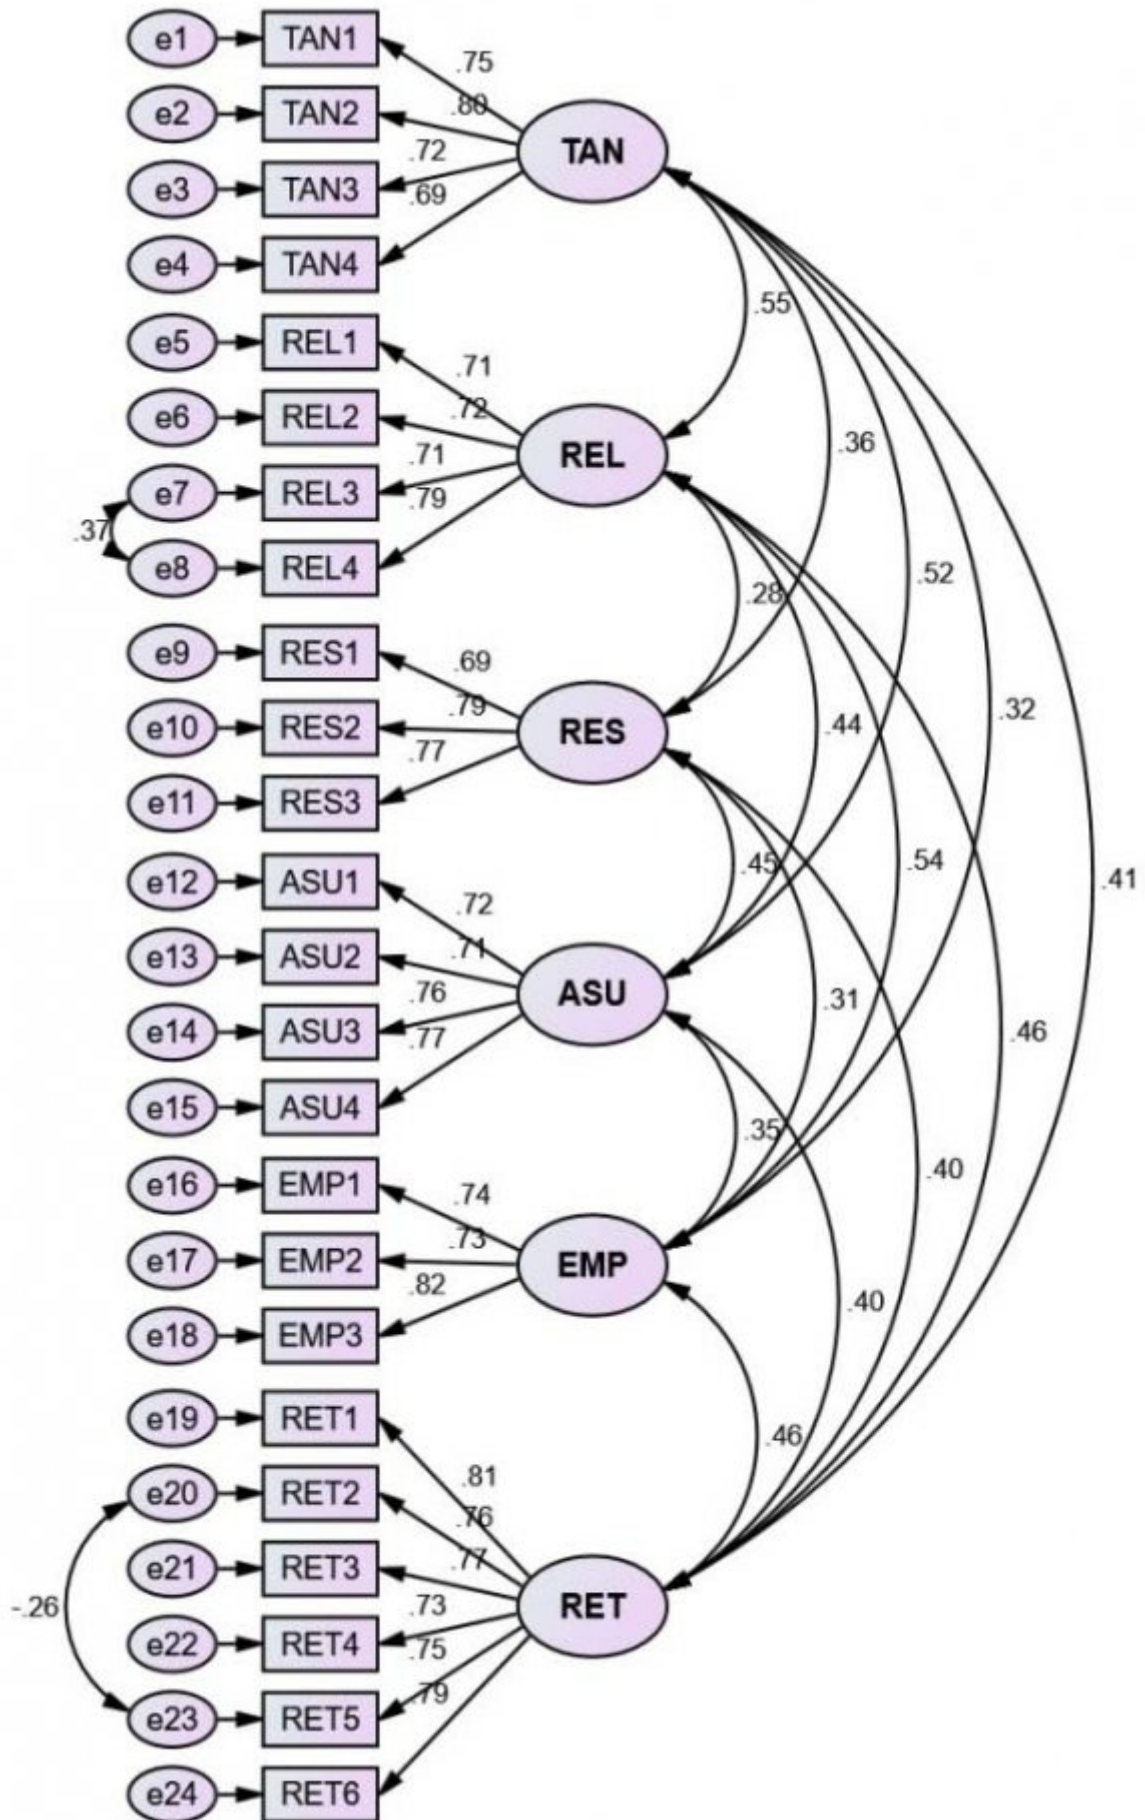 e1 TAN1
.75
e2 TAN2
.80
TAN
.72
e3 TAN3
.69
e4 TAN4
.55
e5 REL1
.71
e6 REL2
.72
.36
REL
.71
e7 REL3
.79
.37
e8 REL4
.52
.28
e9 RES1
.69
.79
.32
e10 RES2
RES
.44
.77
e11 RES3
.54
.45
.41
e12 ASU1
.72
.71
e13 ASU2
.76
ASU
.31
e14 ASU3
.77
.46
e15 ASU4
.35
.40
e16 EMP1
.74
.73
e17 EMP2
EMP
.82
.40
e18 EMP3
e19 RET1
.46
.81
e20 RET2
.76
.77
e21 RET3
-.26
.73
RET
e22 RET4
.75
.79
e23 RET5
e24 RET6